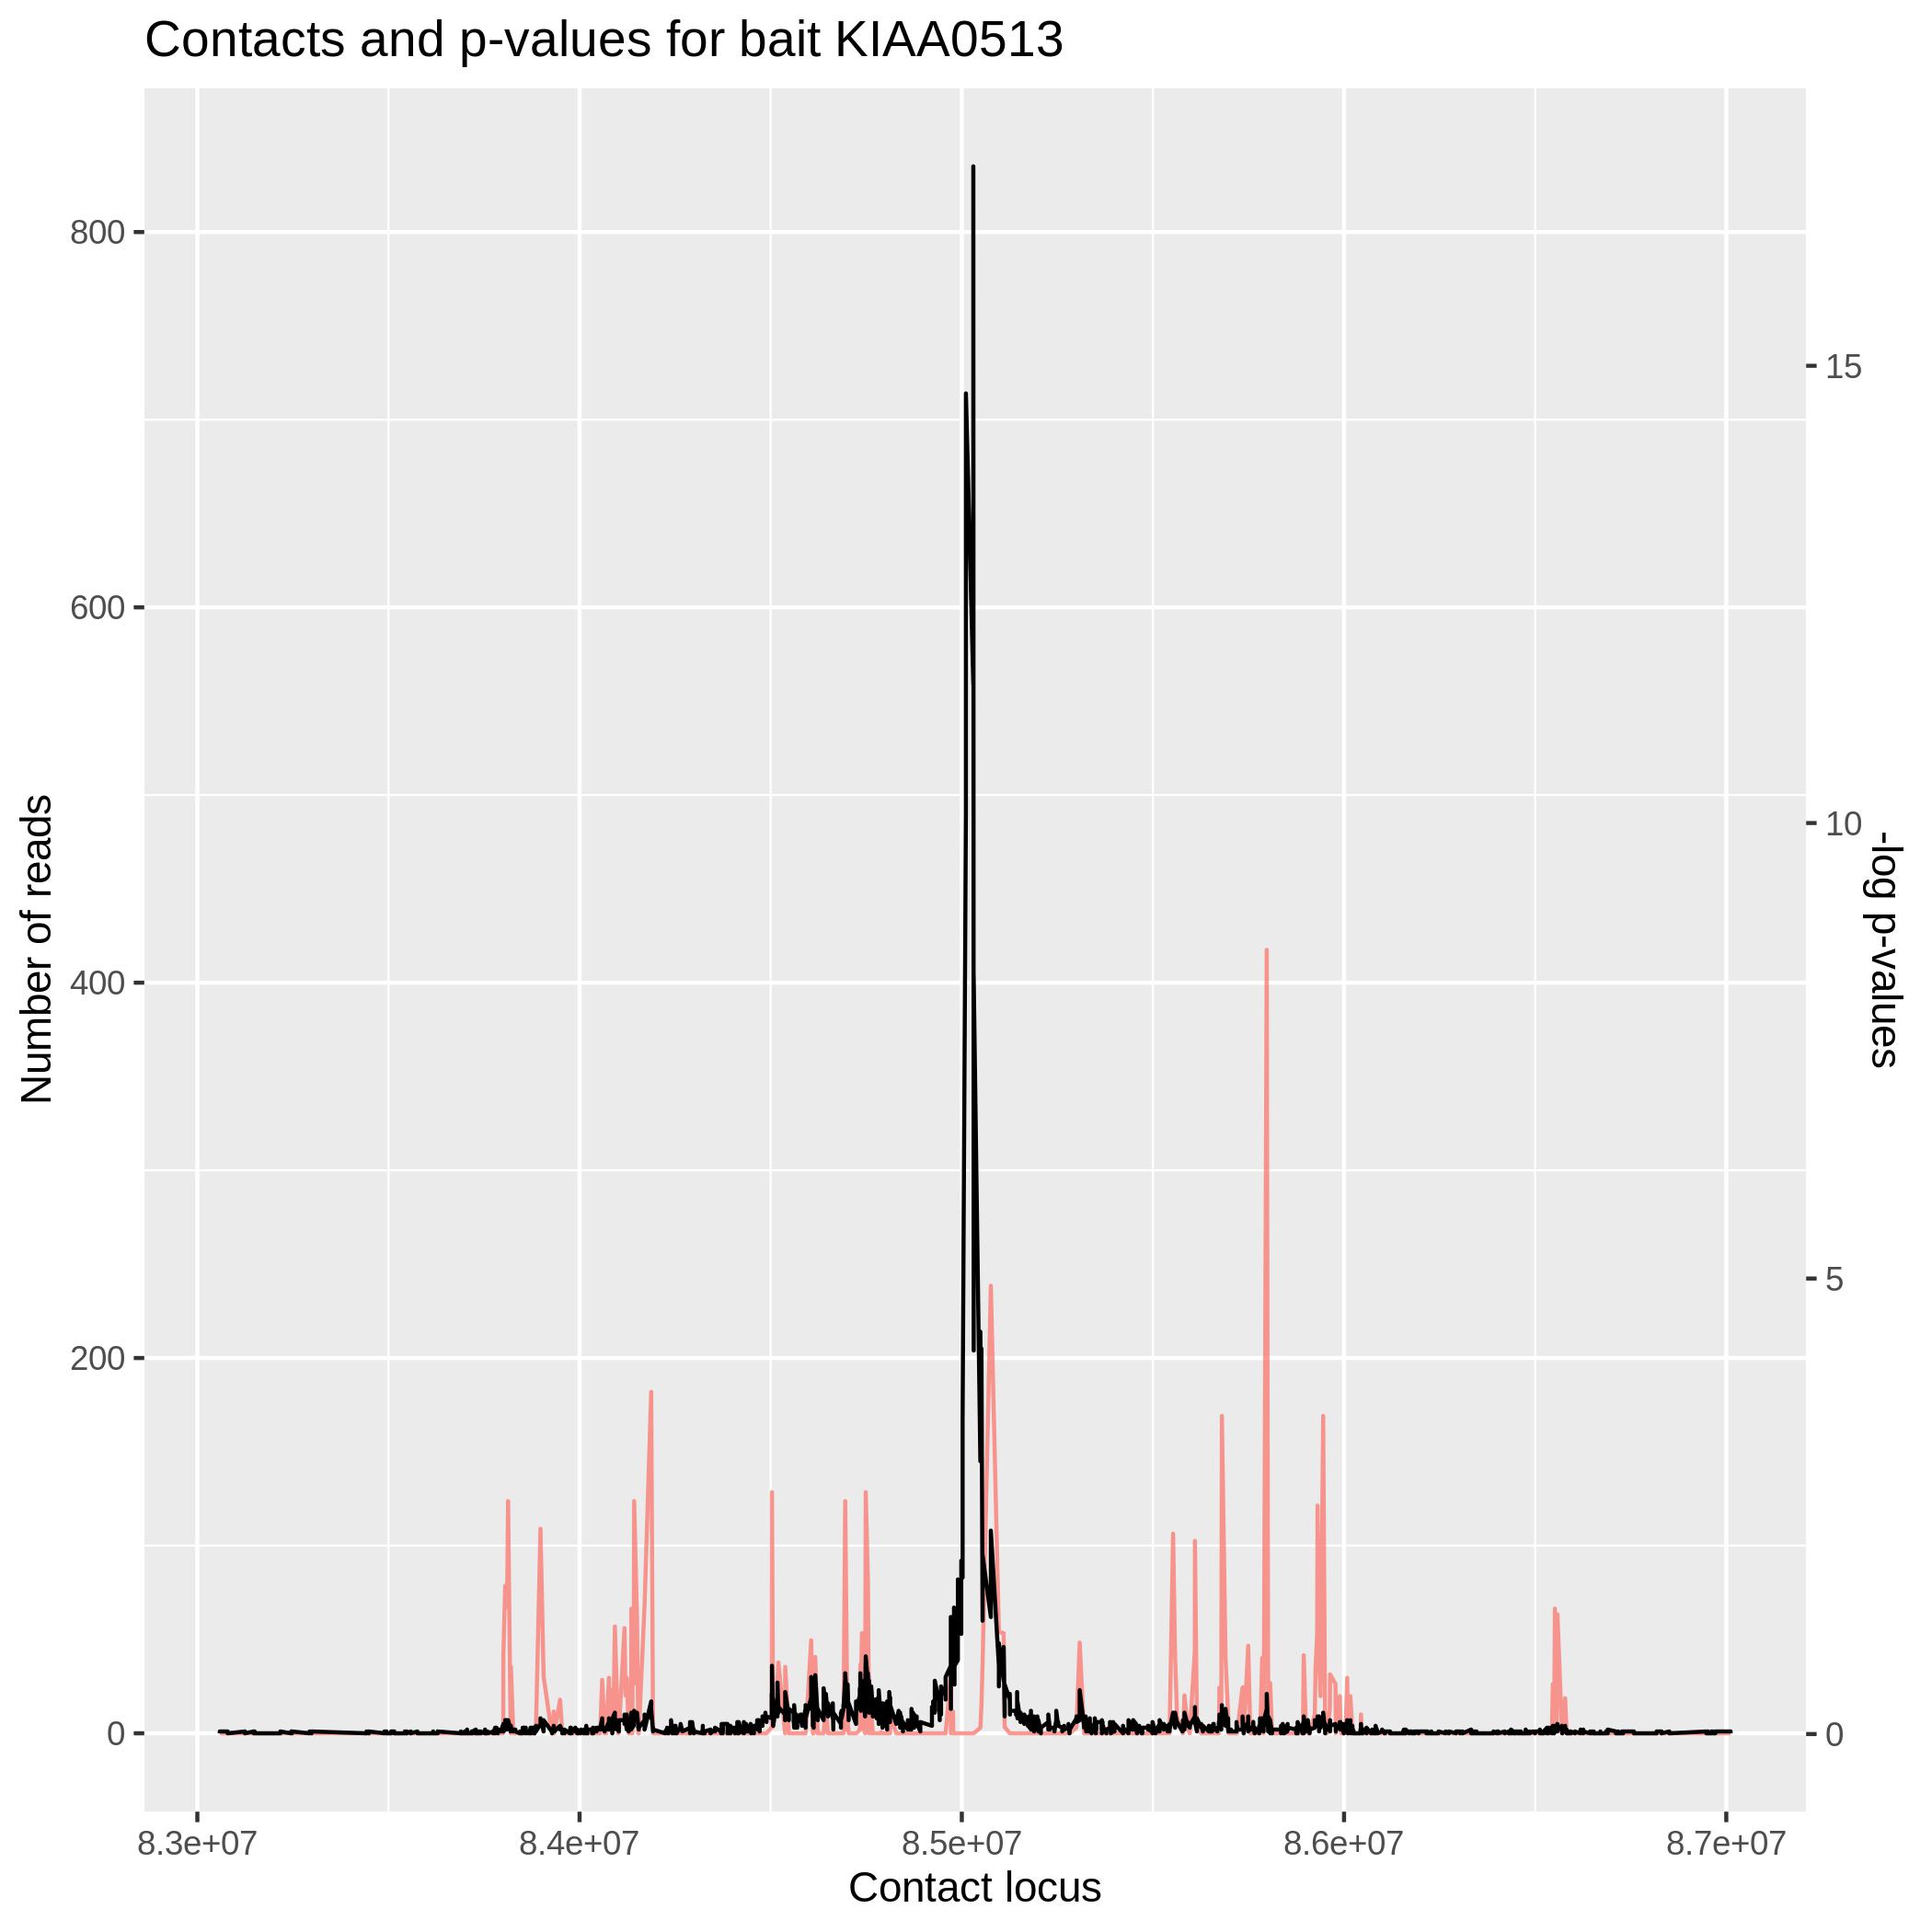 Contacts and p-values for bait KIAA0513
Number of reads
800
600
400
200
0
15
10
5
0
-log p-values
8.3e+07 8.4e+07 8.5e+07 8.6e+07 8.7e+07
Contact locus